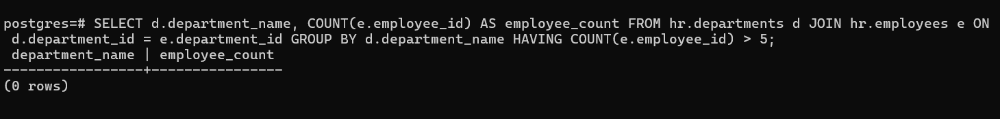 postgres=# SELECT d.department_name, COUNT(e.employee_id) AS employee_count FROM hr.departments d JOIN hr.employees e ON
 d.department_id = e.department_id GROUP BY d.department_name HAVING COUNT(e.employee_id) > 5;
 department_name | employee_count
-----------------+----------------
(0 rows)